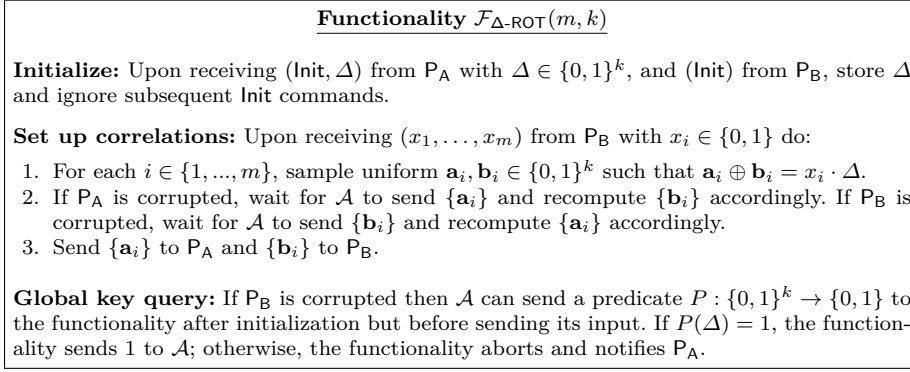 Functionality F_Δ-ROT(m, k)
Initialize: Upon receiving (Init, Δ) from P_A with Δ ∈ {0, 1}^k, and (Init) from P_B, store Δ
and ignore subsequent Init commands.
Set up correlations: Upon receiving (x_1, . . . , x_m) from P_B with x_i ∈ {0, 1} do:
1. For each i ∈ {1, ..., m}, sample uniform a_i, b_i ∈ {0, 1}^k such that a_i ⊕ b_i = x_i · Δ.
2. If P_A is corrupted, wait for A to send {a_i} and recompute {b_i} accordingly. If P_B is
corrupted, wait for A to send {b_i} and recompute {a_i} accordingly.
3. Send {a_i} to P_A and {b_i} to P_B.
Global key query: If P_B is corrupted then A can send a predicate P : {0, 1}^k → {0, 1} to
the functionality after initialization but before sending its input. If P(Δ) = 1, the function-
ality sends 1 to A; otherwise, the functionality aborts and notifies P_A.